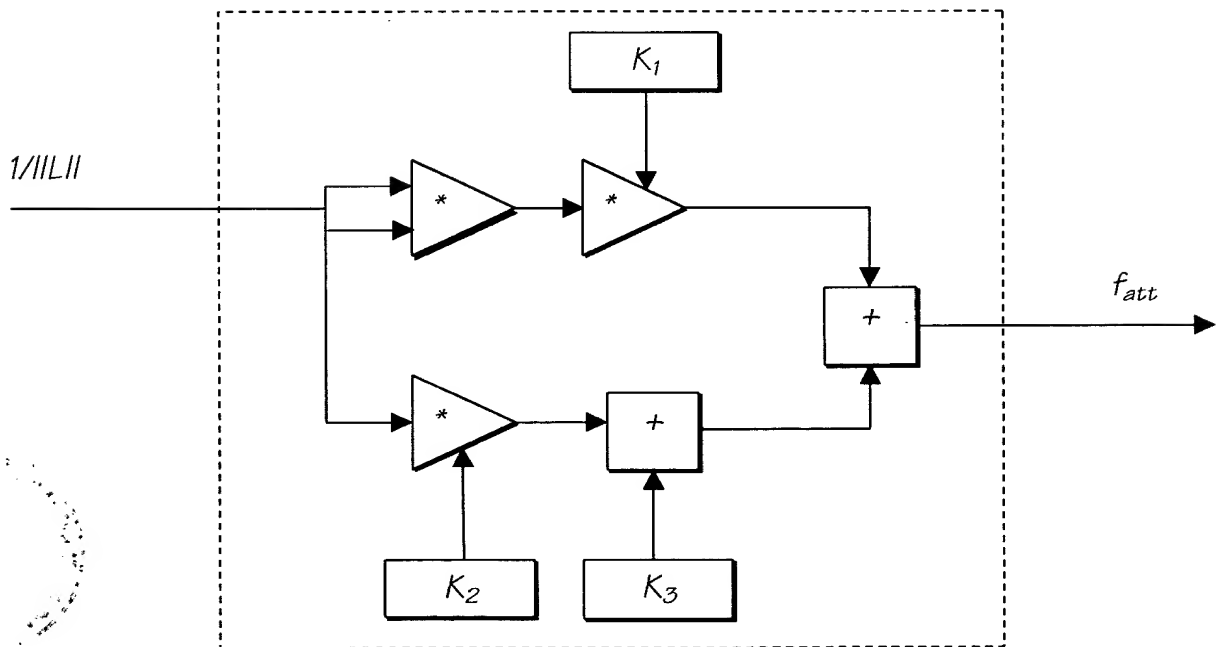 K₁
1/||L||
*
*
+
f_att
*
+
K₂
K₃